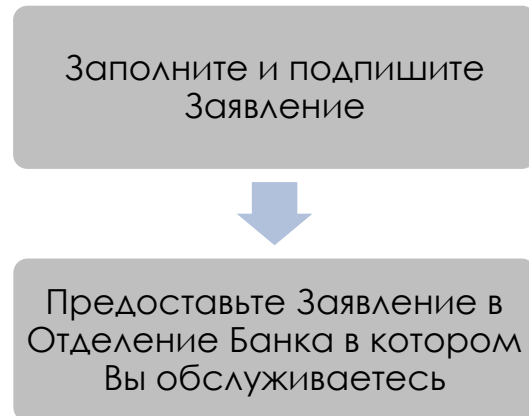 Заполните и подпишите
Заявление
Предоставьте Заявление в
Отделение Банка в котором
Вы обслуживаетесь